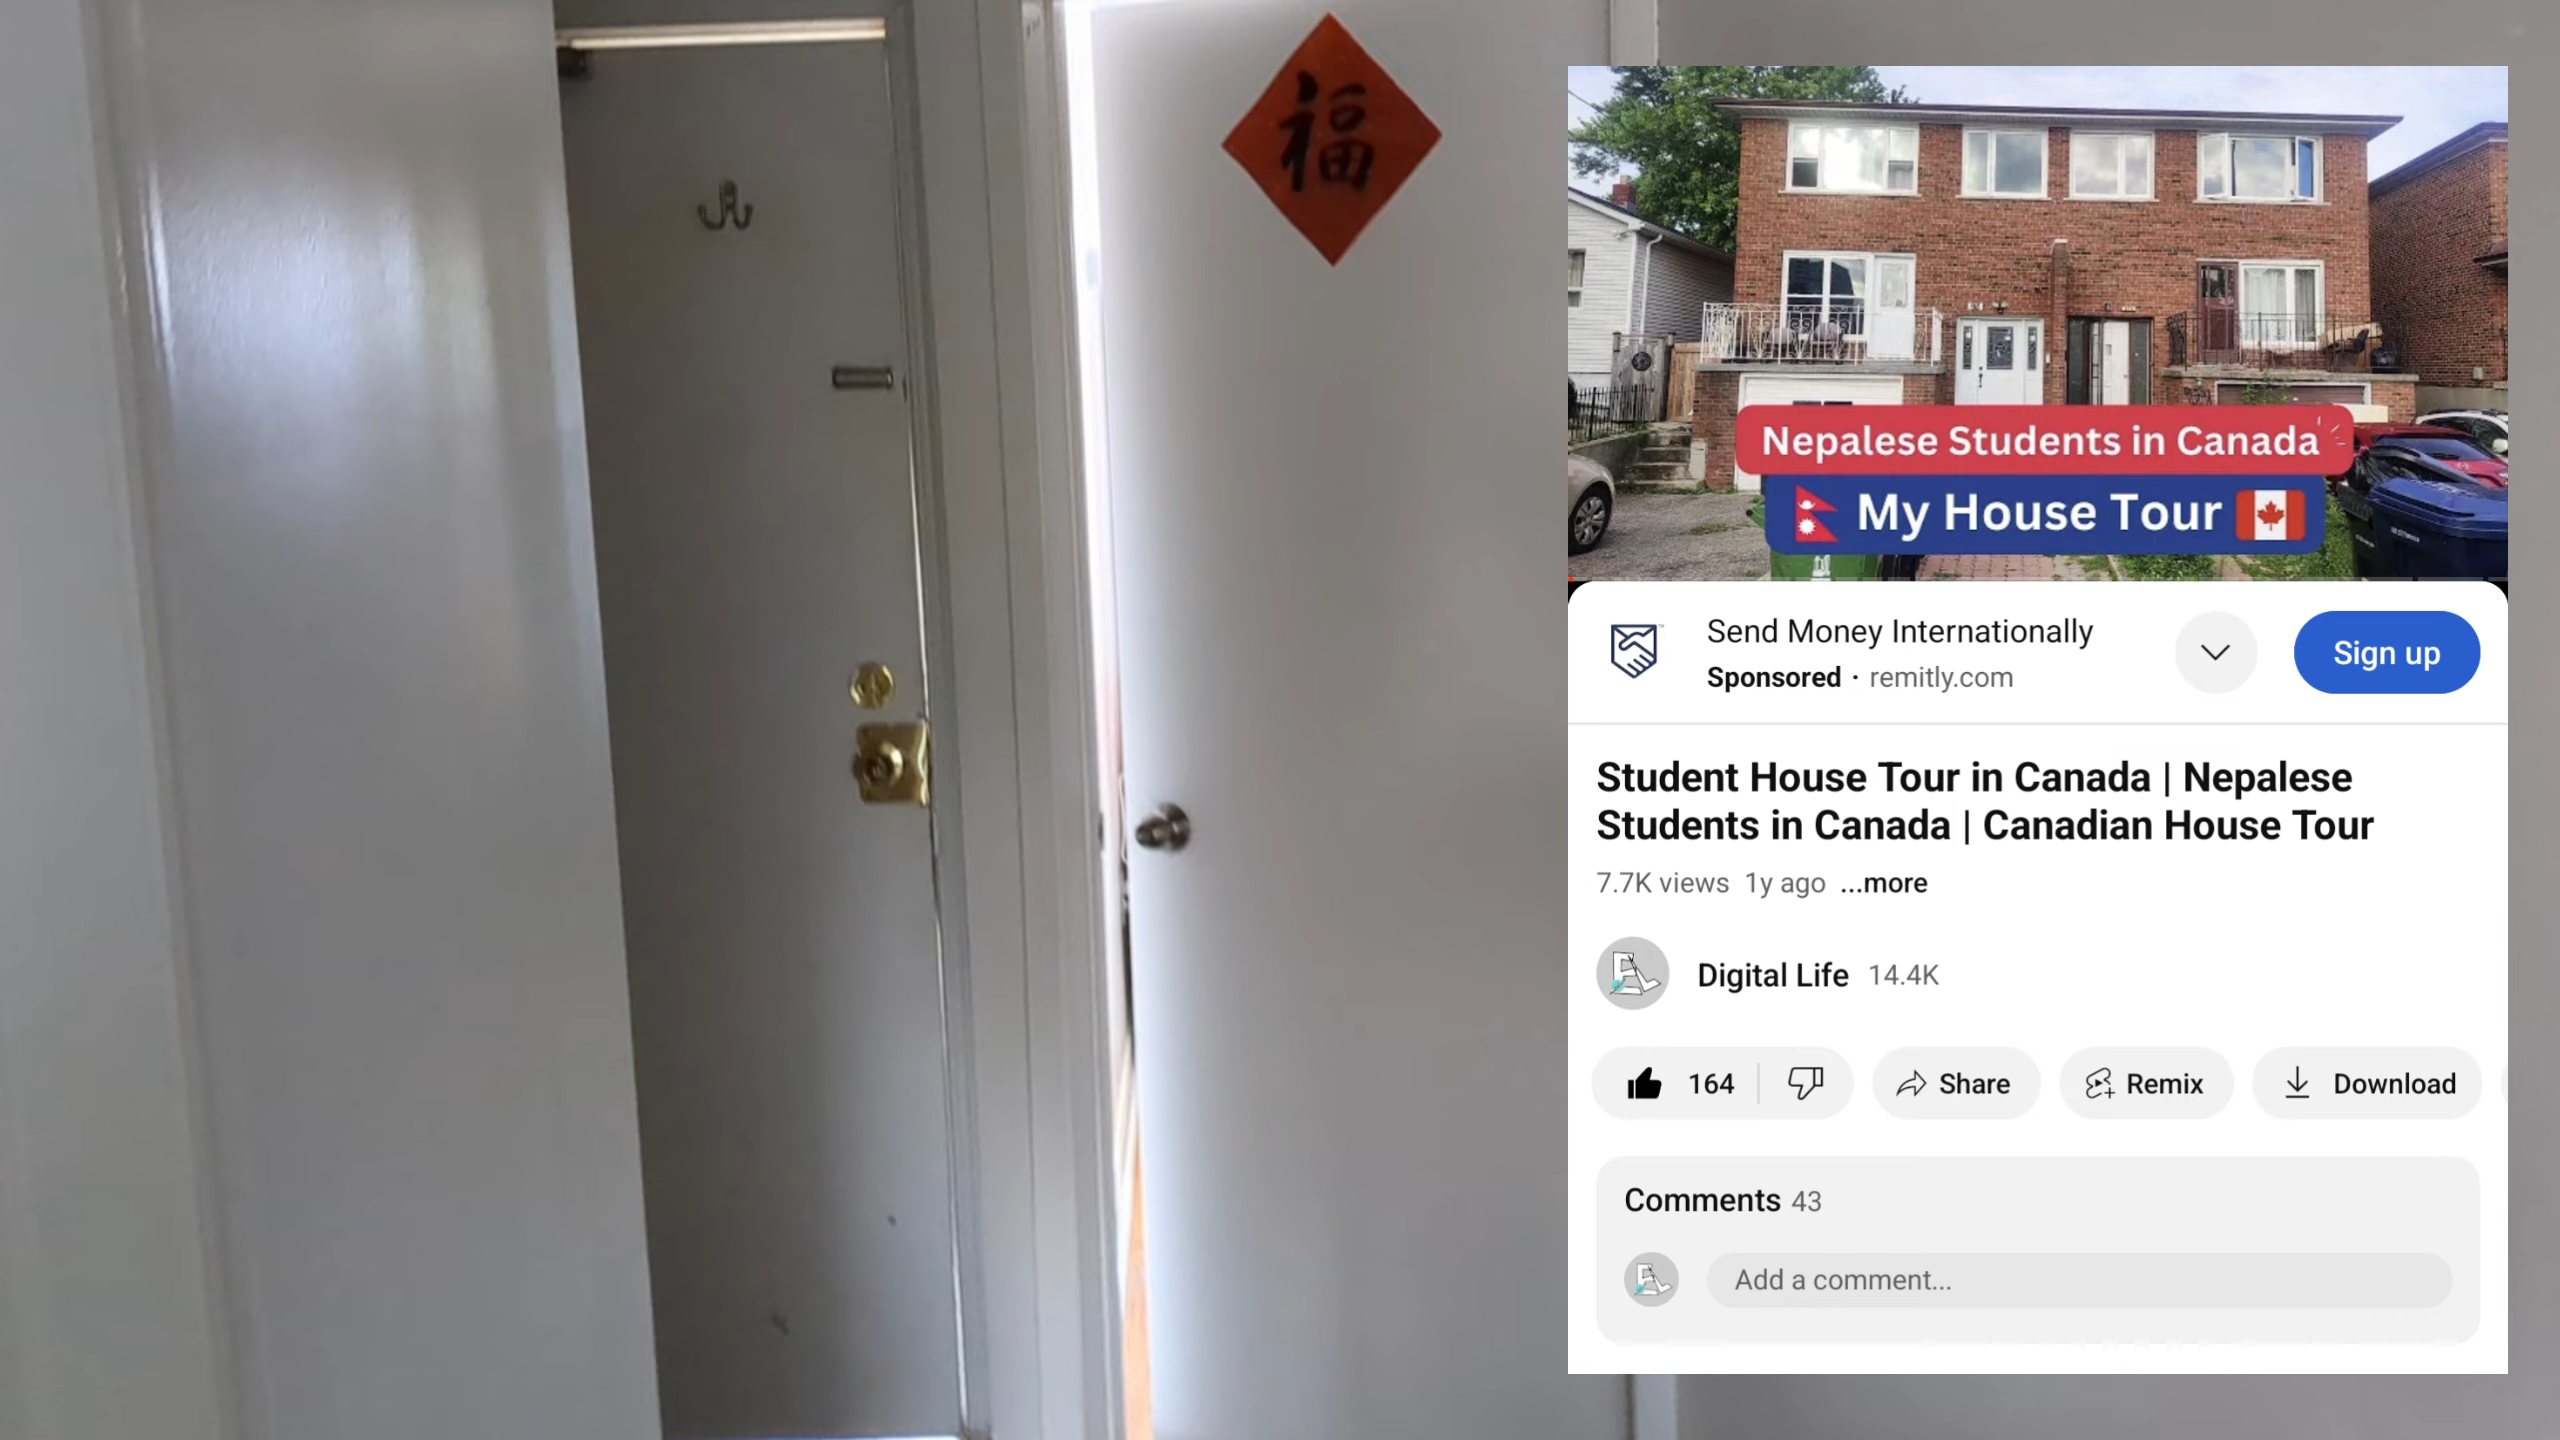 福
Nepalese Students in Canada
My House Tour
Send Money Internationally
Sponsored · remitly.com
Sign up
Student House Tour in Canada | Nepalese
Students in Canada | Canadian House Tour
7.7K views 1y ago ...more
Digital Life 14.4K
164
Share
Remix
Download
Comments 43
Add a comment...